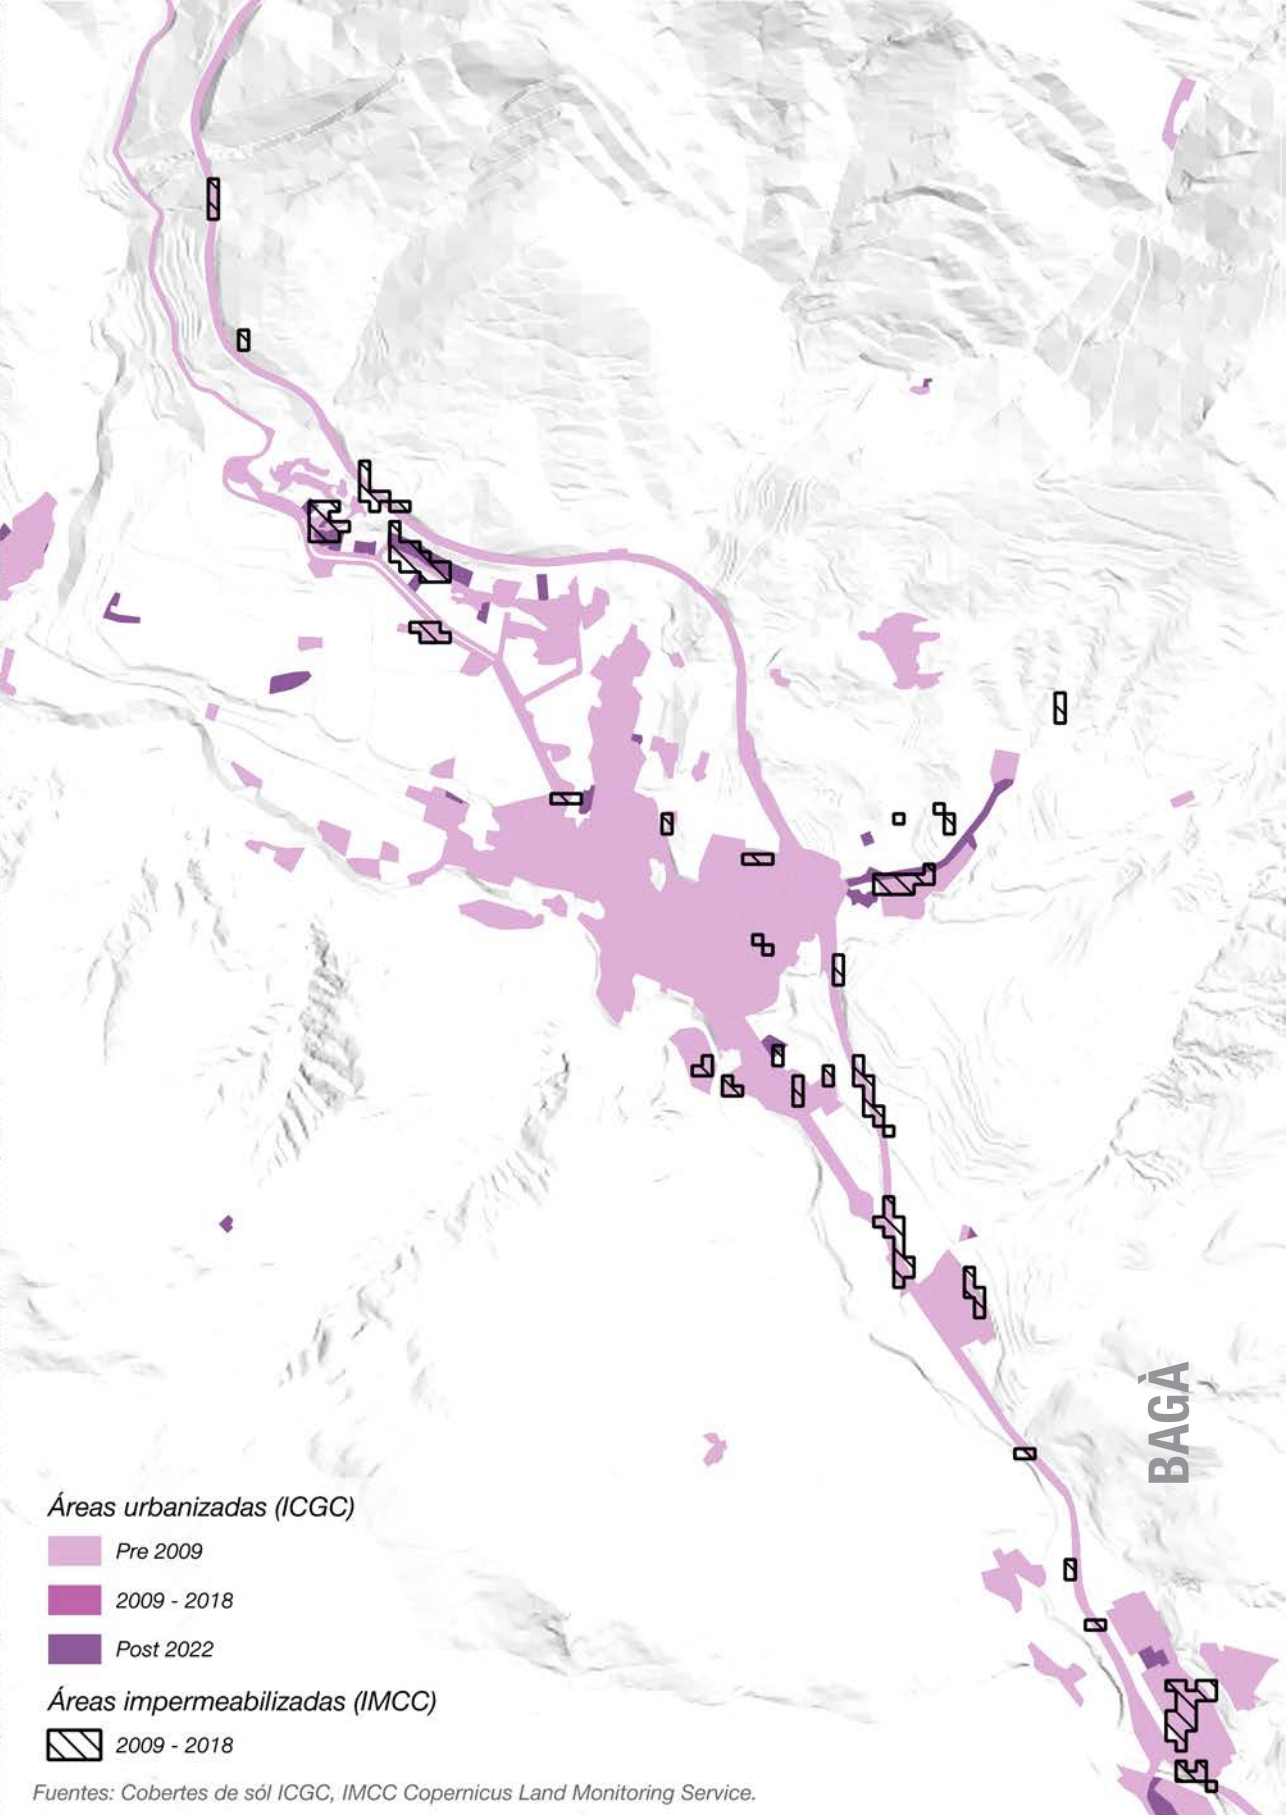 BAGÀ
Áreas urbanizadas (ICGC)
Pre 2009
2009 - 2018
Post 2022
Áreas impermeabilizadas (IMCC)
2009 - 2018
Fuentes: Cobertes de sól ICGC, IMCC Copernicus Land Monitoring Service.